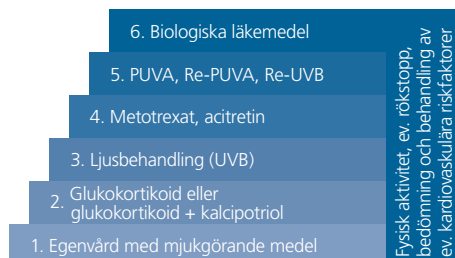 6. Biologiska läkemedel
5. PUVA, Re-PUVA, Re-UVB
4. Metotrexat, acitretin
3. Ljusbehandling (UVB)
2. Glukokortikoid eller
glukokortikoid + kalcipotriol
1. Egenvård med mjukgörande medel
Fysisk aktivitet, ev. rökstopp,
bedömning och behandling av
ev. kardiovaskulära riskfaktorer